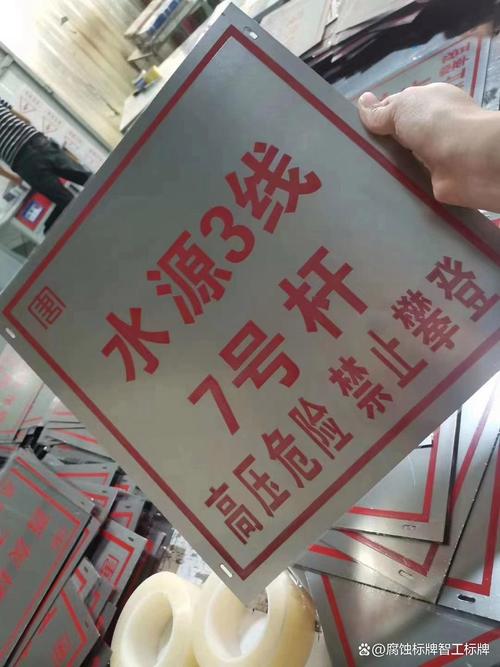 水源3线
7号杆
高压危险 禁止攀登
@腐蚀标牌智工标牌